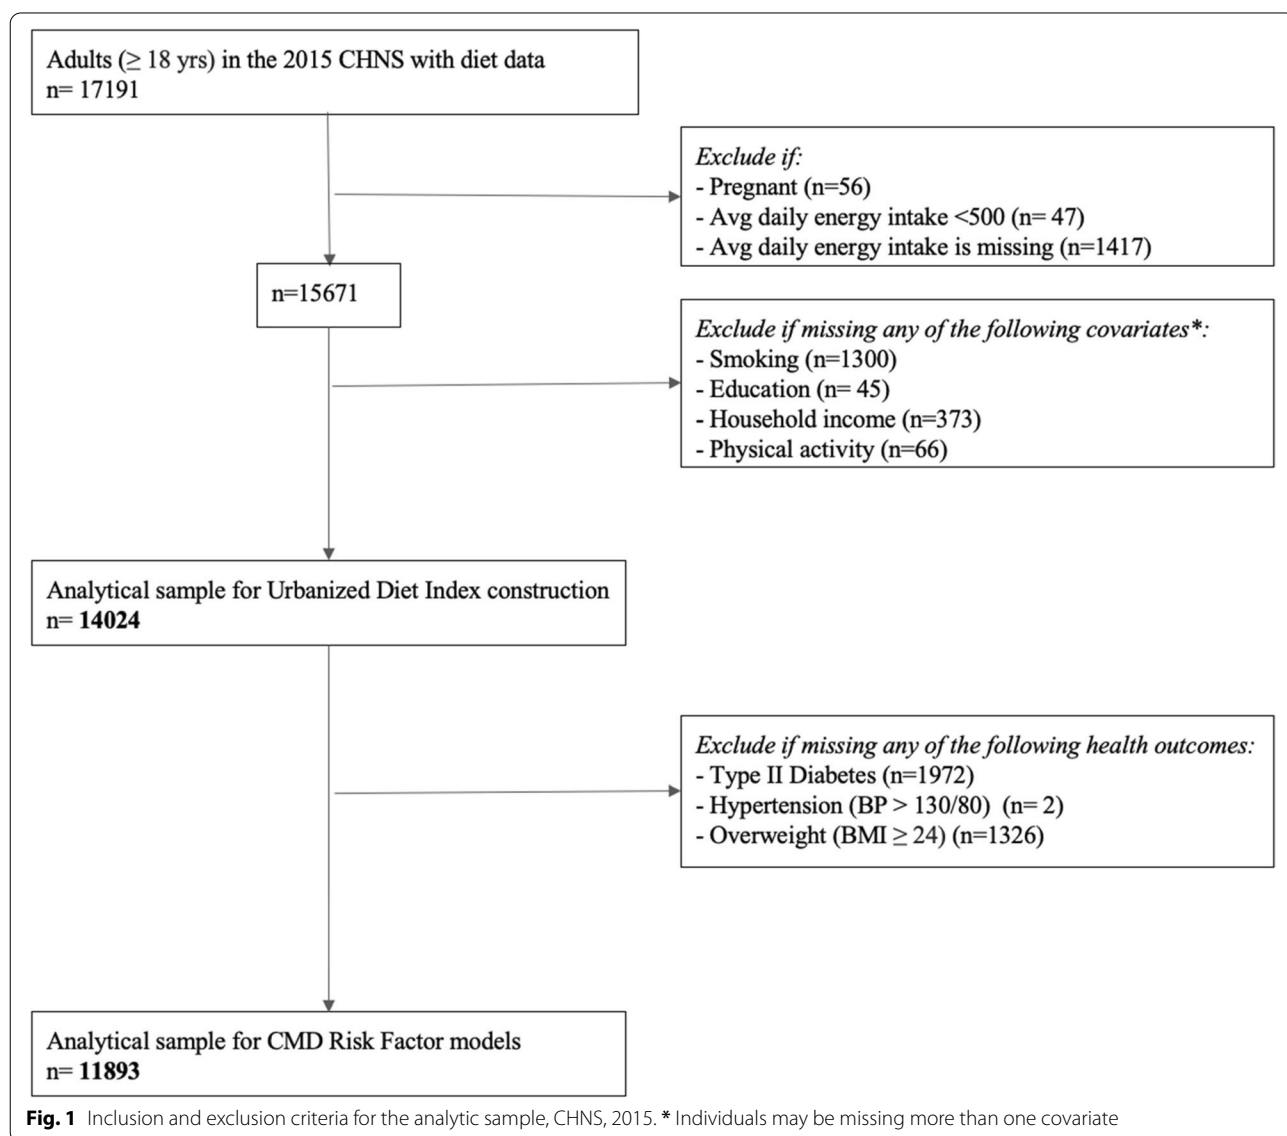 Adults (≥ 18 yrs) in the 2015 CHNS with diet data
n= 17191
Exclude if:
- Pregnant (n=56)
- Avg daily energy intake <500 (n= 47)
- Avg daily energy intake is missing (n=1417)
n=15671
Exclude if missing any of the following covariates*:
- Smoking (n=1300)
- Education (n= 45)
- Household income (n=373)
- Physical activity (n=66)
Analytical sample for Urbanized Diet Index construction
n= 14024
Exclude if missing any of the following health outcomes:
- Type II Diabetes (n=1972)
- Hypertension (BP > 130/80) (n= 2)
- Overweight (BMI ≥ 24) (n=1326)
Analytical sample for CMD Risk Factor models
n= 11893
Fig. 1 Inclusion and exclusion criteria for the analytic sample, CHNS, 2015. * Individuals may be missing more than one covariate